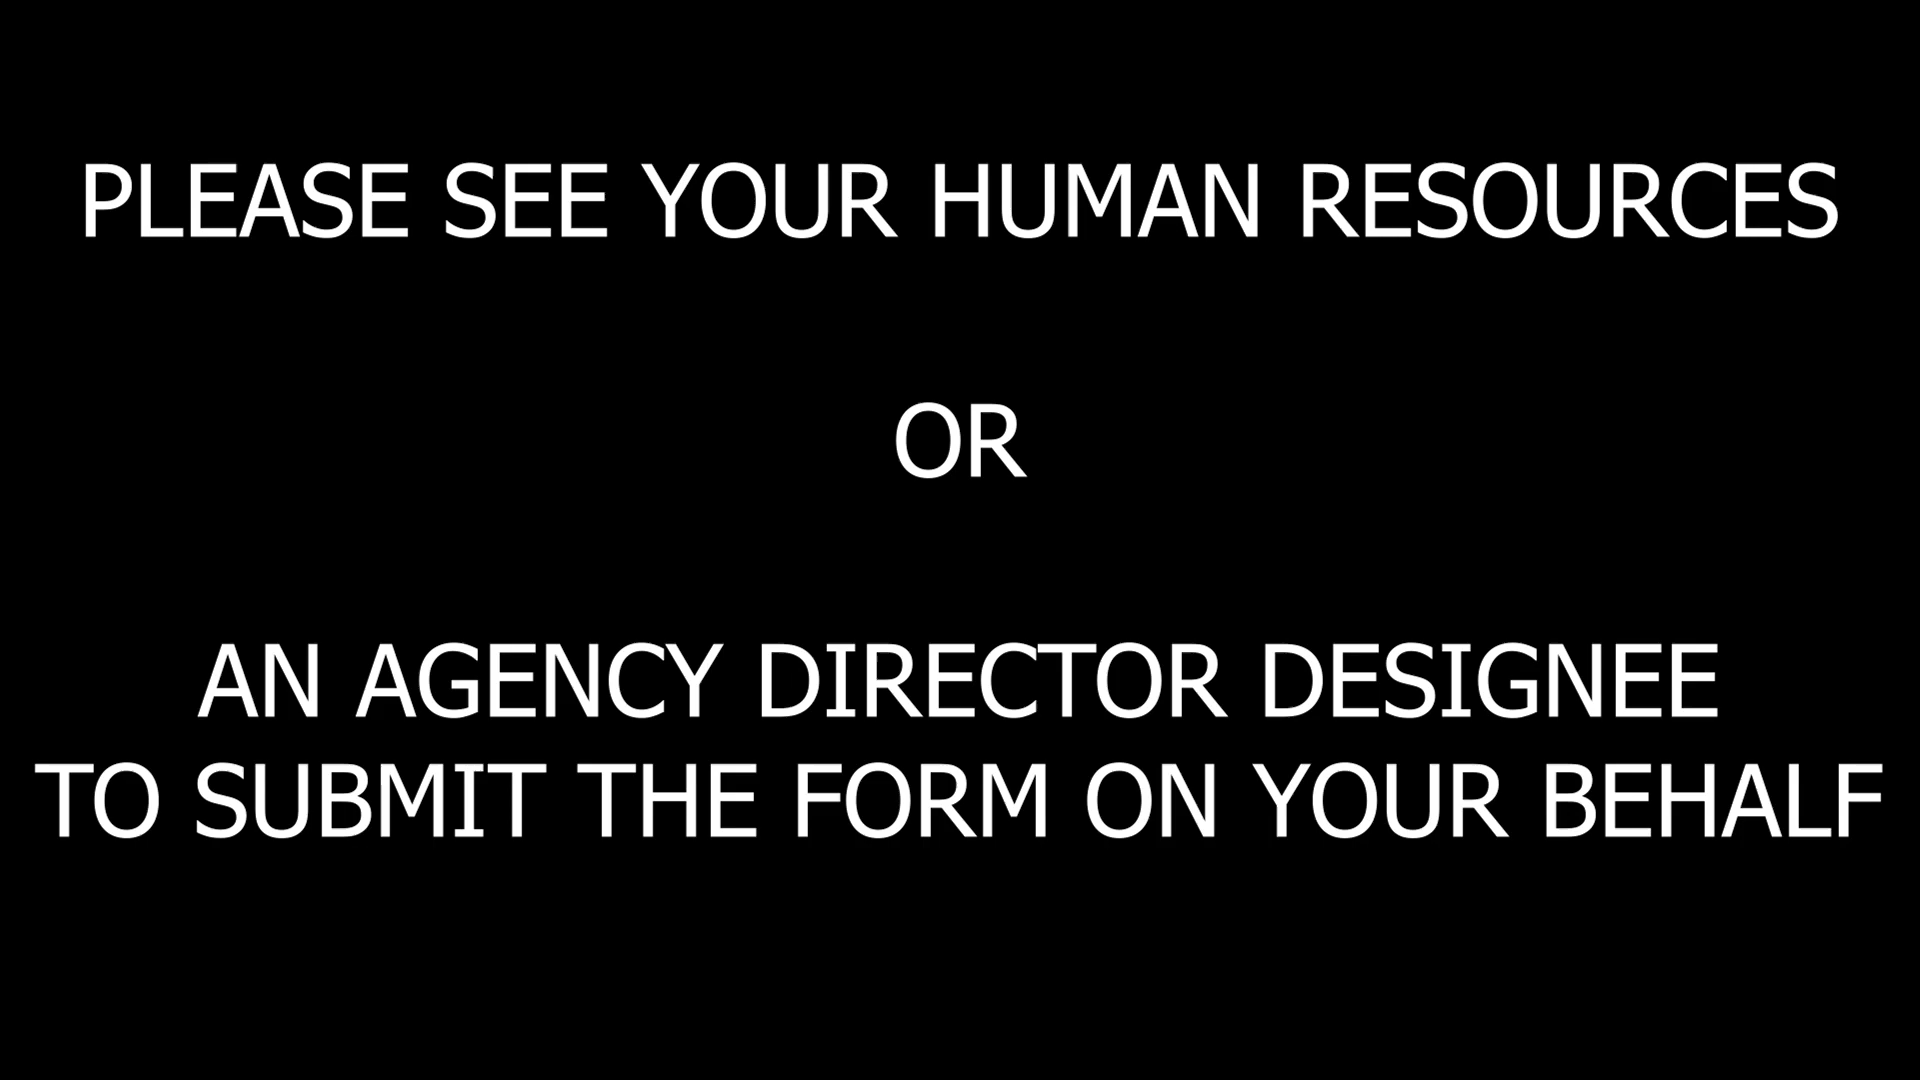 PLEASE SEE YOUR HUMAN RESOURCES
OR
AN AGENCY DIRECTOR DESIGNEE
TO SUBMIT THE FORM ON YOUR BEHALF